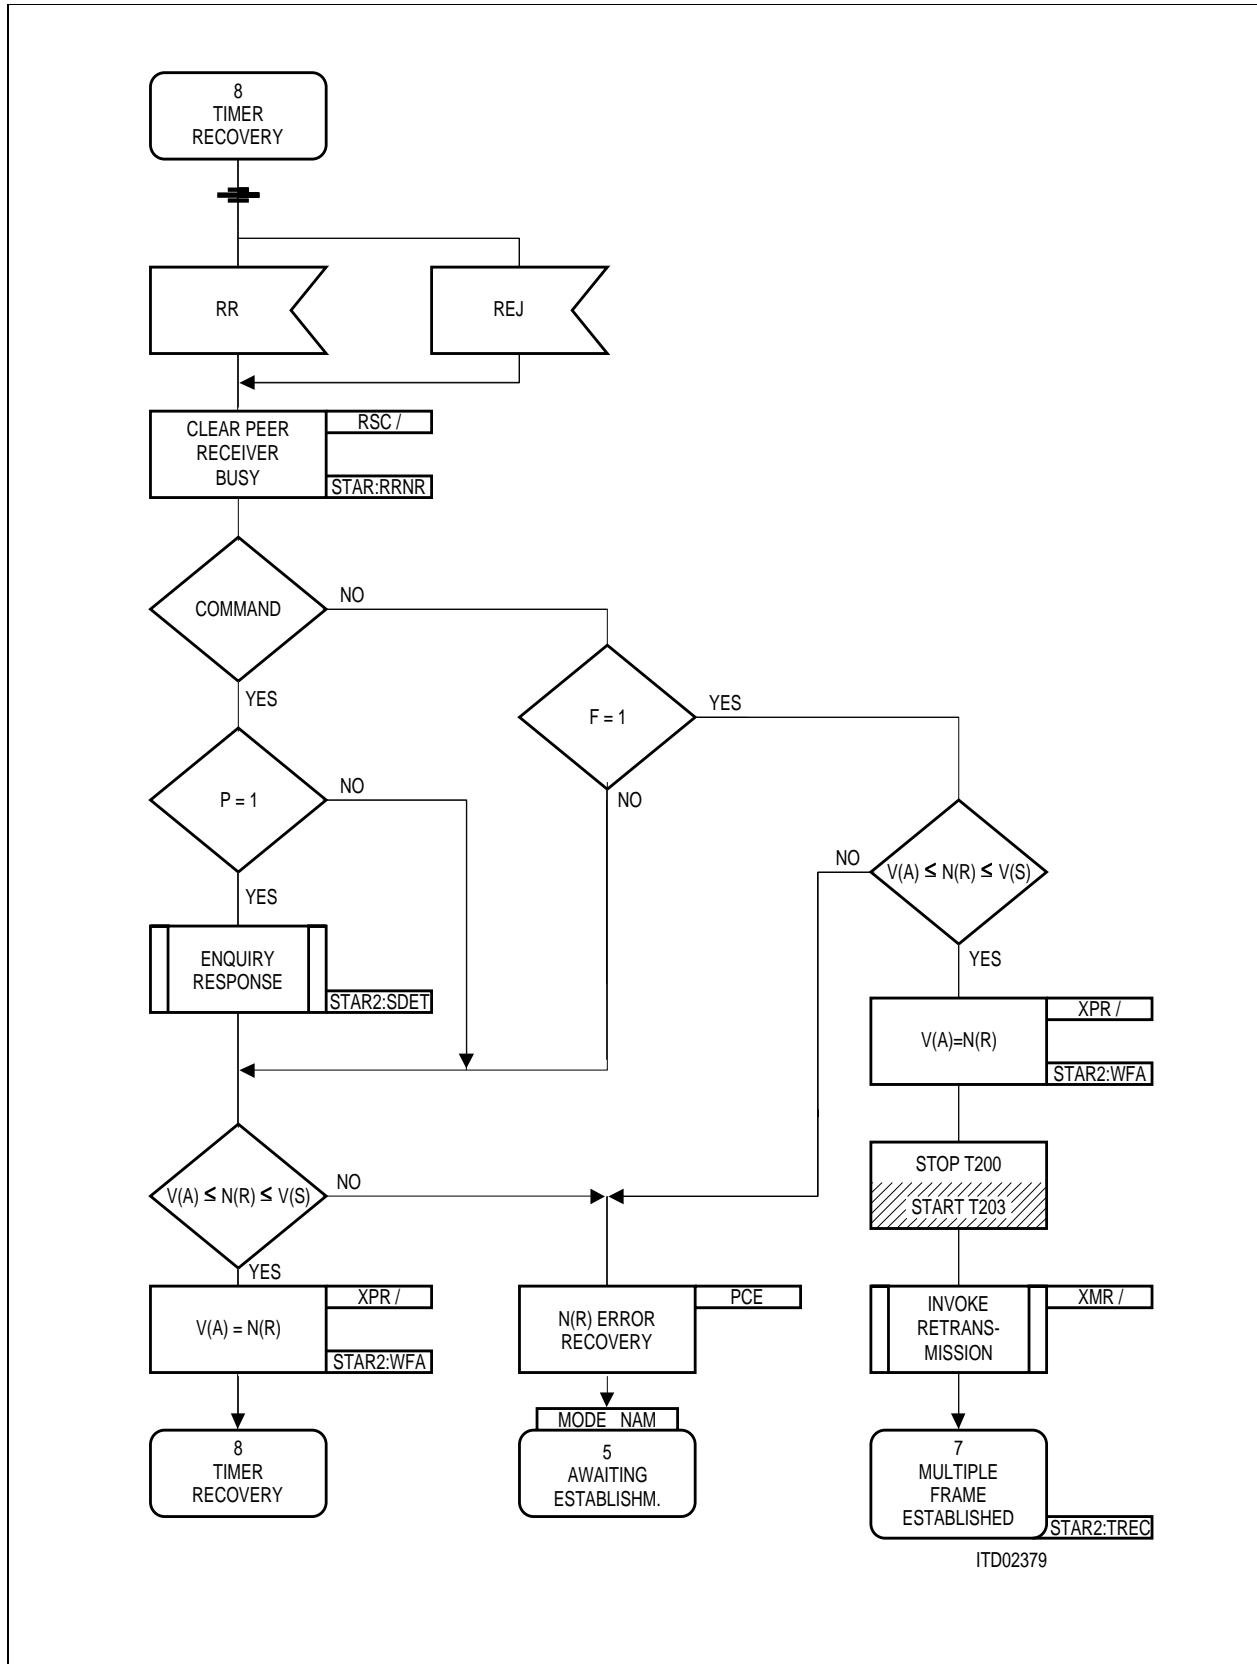 8
TIMER
RECOVERY
RR
REJ
CLEAR PEER
RECEIVER
BUSY
RSC /
STAR:RRNR
COMMAND
NO
YES
F = 1
YES
NO
P = 1
NO
YES
V(A) ≤ N(R) ≤ V(S)
NO
YES
ENQUIRY
RESPONSE
STAR2:SDET
V(A)=N(R)
XPR /
STAR2:WFA
V(A) ≤ N(R) ≤ V(S)
NO
YES
STOP T200
START T203
V(A) = N(R)
XPR /
STAR2:WFA
N(R) ERROR
RECOVERY
PCE
INVOKE
RETRANS-
MISSION
XMR /
8
TIMER
RECOVERY
MODE NAM
5
AWAITING
ESTABLISHM.
7
MULTIPLE
FRAME
ESTABLISHED
STAR2:TREC
ITD02379